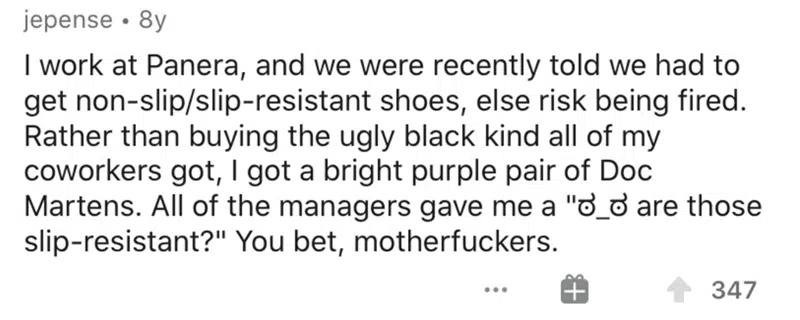 jepense • 8y
I work at Panera, and we were recently told we had to
get non-slip/slip-resistant shoes, else risk being fired.
Rather than buying the ugly black kind all of my
coworkers got, I got a bright purple pair of Doc
Martens. All of the managers gave me a "ಠ_ಠ are those
slip-resistant?" You bet, motherfuckers.
... 347